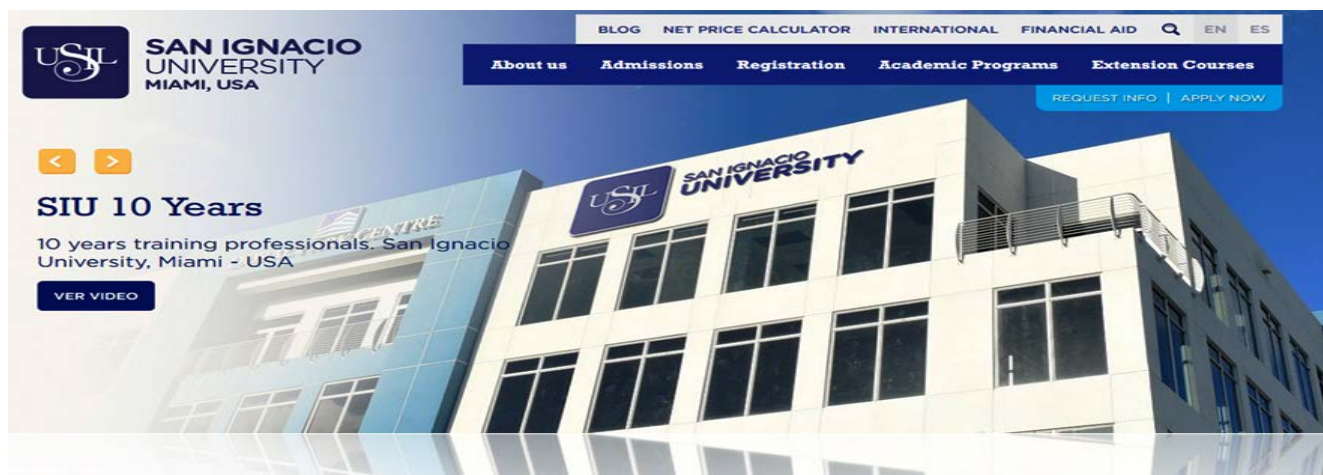 BLOG NET PRICE CALCULATOR INTERNATIONAL FINANCIAL AID EN ES
USIL
SAN IGNACIO
UNIVERSITY
MIAMI, USA
About us Admissions Registration Academic Programs Extension Courses
REQUEST INFO | APPLY NOW
< >
SIU 10 Years
10 years training professionals. San Ignacio
University, Miami - USA
VER VIDEO
CENTRE
USIL
SAN IGNACIO
UNIVERSITY